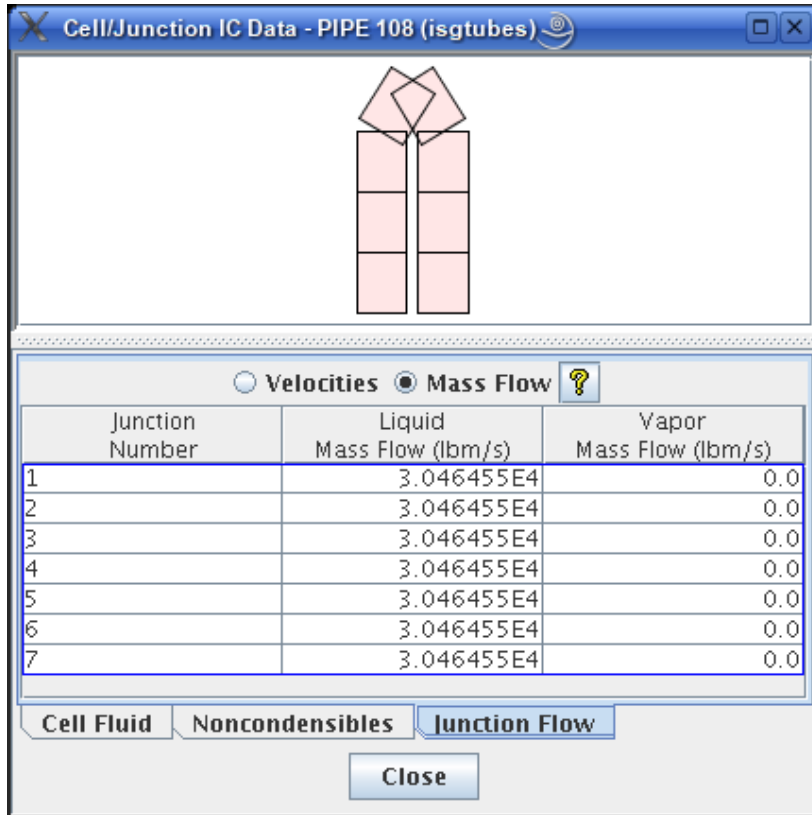 Cell/Junction IC Data - PIPE 108 (isgtubes)
Velocities Mass Flow ?
Junction Number Liquid Mass Flow (lbm/s) Vapor Mass Flow (lbm/s)
1 3.046455E4 0.0
2 3.046455E4 0.0
3 3.046455E4 0.0
4 3.046455E4 0.0
5 3.046455E4 0.0
6 3.046455E4 0.0
7 3.046455E4 0.0
Cell Fluid Noncondensibles Junction Flow
Close